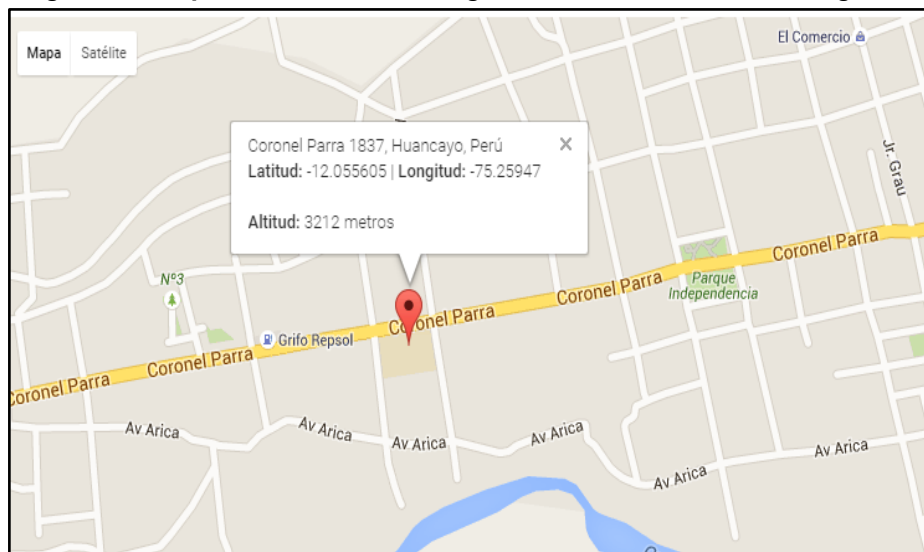 Mapa Satélite
El Comercio
Coronel Parra 1837, Huancayo, Perú
Latitud: -12.055605 | Longitud: -75.25947
Altitud: 3212 metros
Jr. Grau
Coronel Parra
Parque
Independencia
Coronel Parra
Nº3
Coronel Parra
Grifo Repsol
Coronel Parra
Coronel Parra
Av Arica
Av Arica
Av Arica
Av Arica
Av Arica
Av Arica